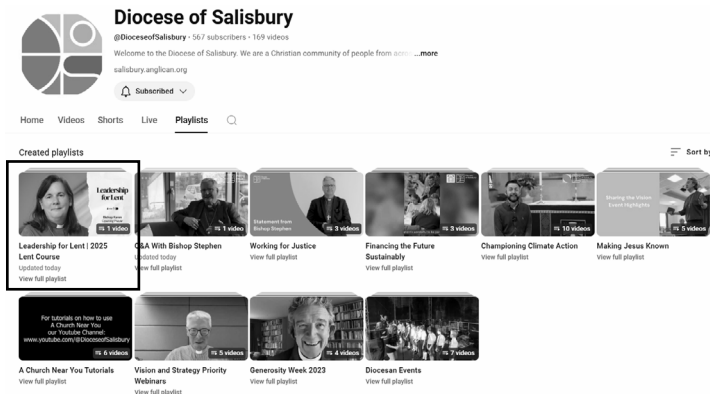 Diocese of Salisbury
@DioceseofSalisbury • 567 subscribers • 169 videos
Welcome to the Diocese of Salisbury. We are a Christian community of people from ...more
salisbury.anglican.org
Subscribed
Home Videos Shorts Live Playlists
Created playlists
Sort by
Leadership
for Lent
1 video
1 video
Statement from
Bishop Stephen
3 videos
3 videos
10 videos
Sharing the Vision
Event Highlights
5 videos
Leadership for Lent | 2025
Lent Course
Updated today
View full playlist
Q&A With Bishop Stephen
Updated today
View full playlist
Working for Justice
View full playlist
Financing the Future
Sustainably
View full playlist
Championing Climate Action
View full playlist
Making Jesus Known
View full playlist
For tutorials on how to use
A Church Near You
our Youtube Channel:
www.youtube.com/@DioceseofSalisbury
6 videos
5 videos
4 videos
7 videos
A Church Near You Tutorials
View full playlist
Vision and Strategy Priority
Webinars
View full playlist
Generosity Week 2023
View full playlist
Diocesan Events
View full playlist